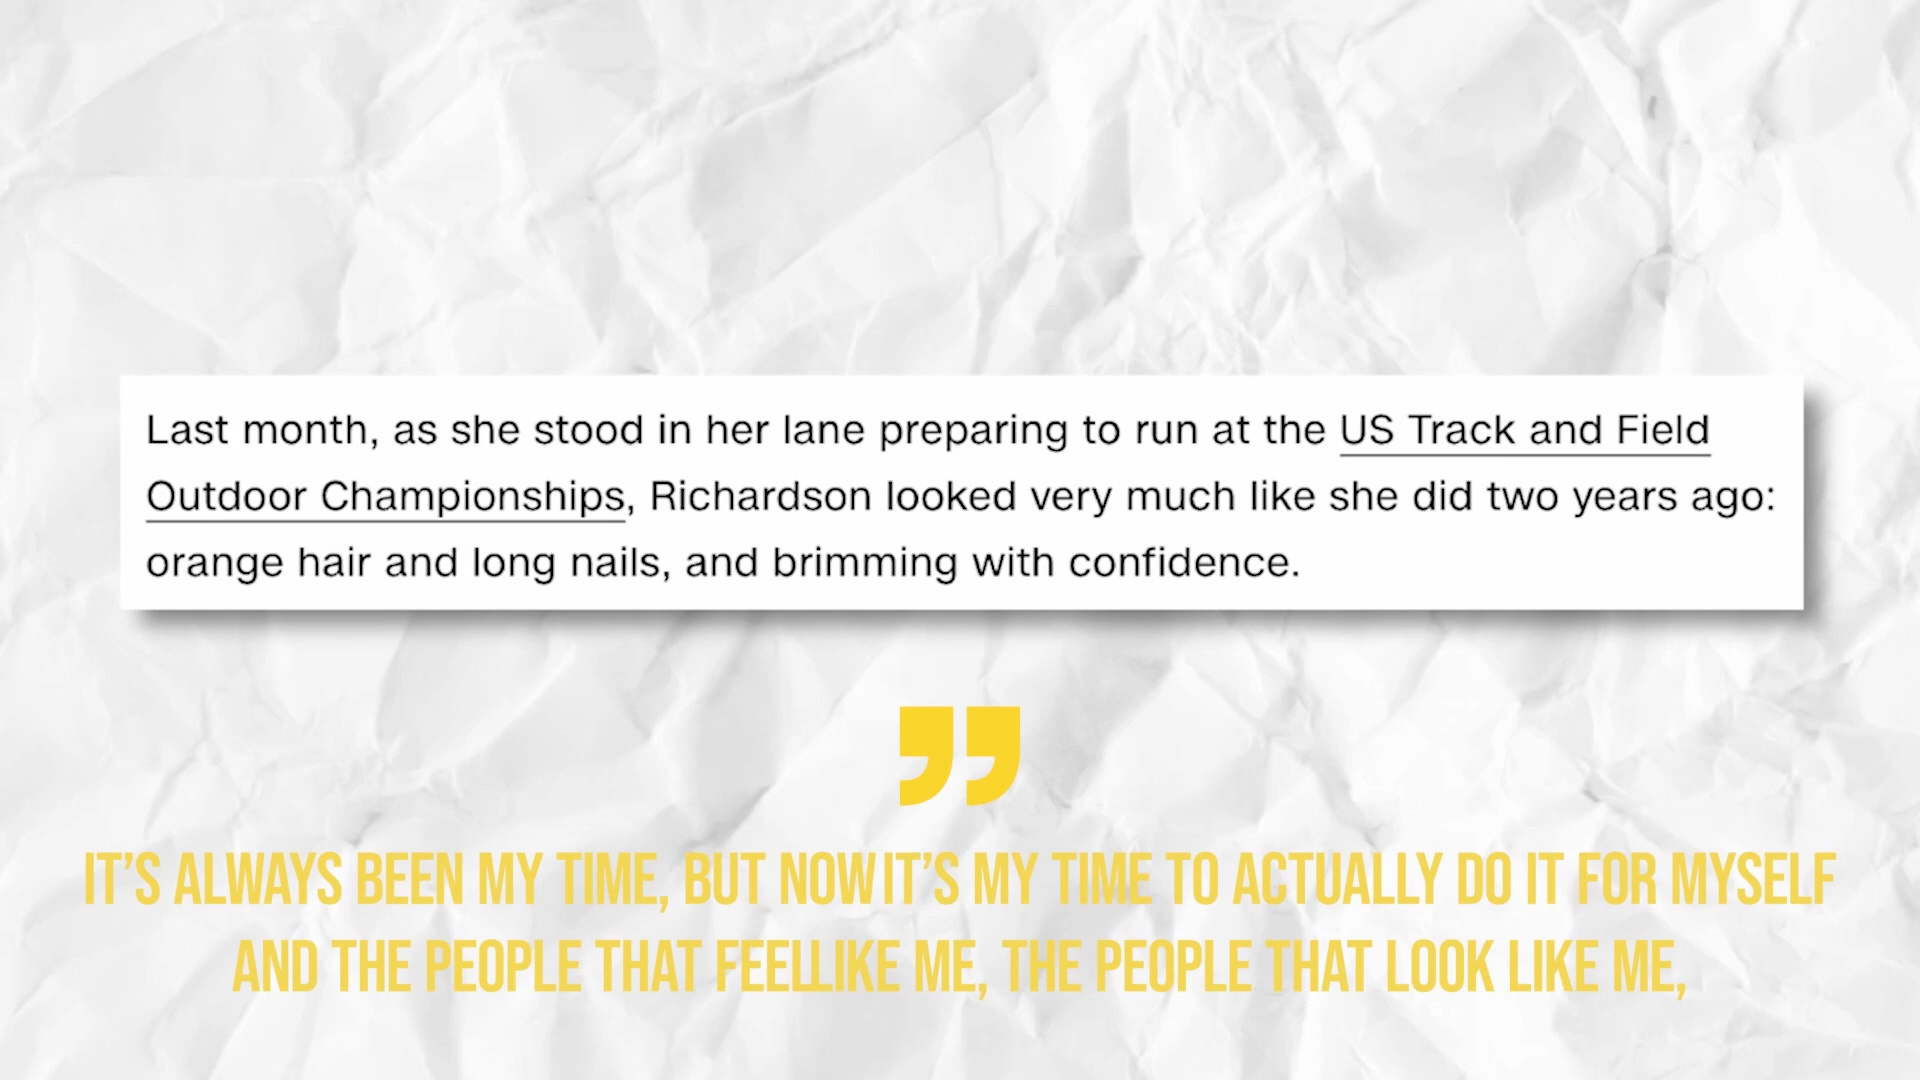 Last month, as she stood in her lane preparing to run at the US Track and Field
Outdoor Championships, Richardson looked very much like she did two years ago:
orange hair and long nails, and brimming with confidence.
”
IT’S ALWAYS BEEN MY TIME, BUT NOWIT’S MY TIME TO ACTUALLY DO IT FOR MYSELF
AND THE PEOPLE THAT FEELLIKE ME, THE PEOPLE THAT LOOK LIKE ME,